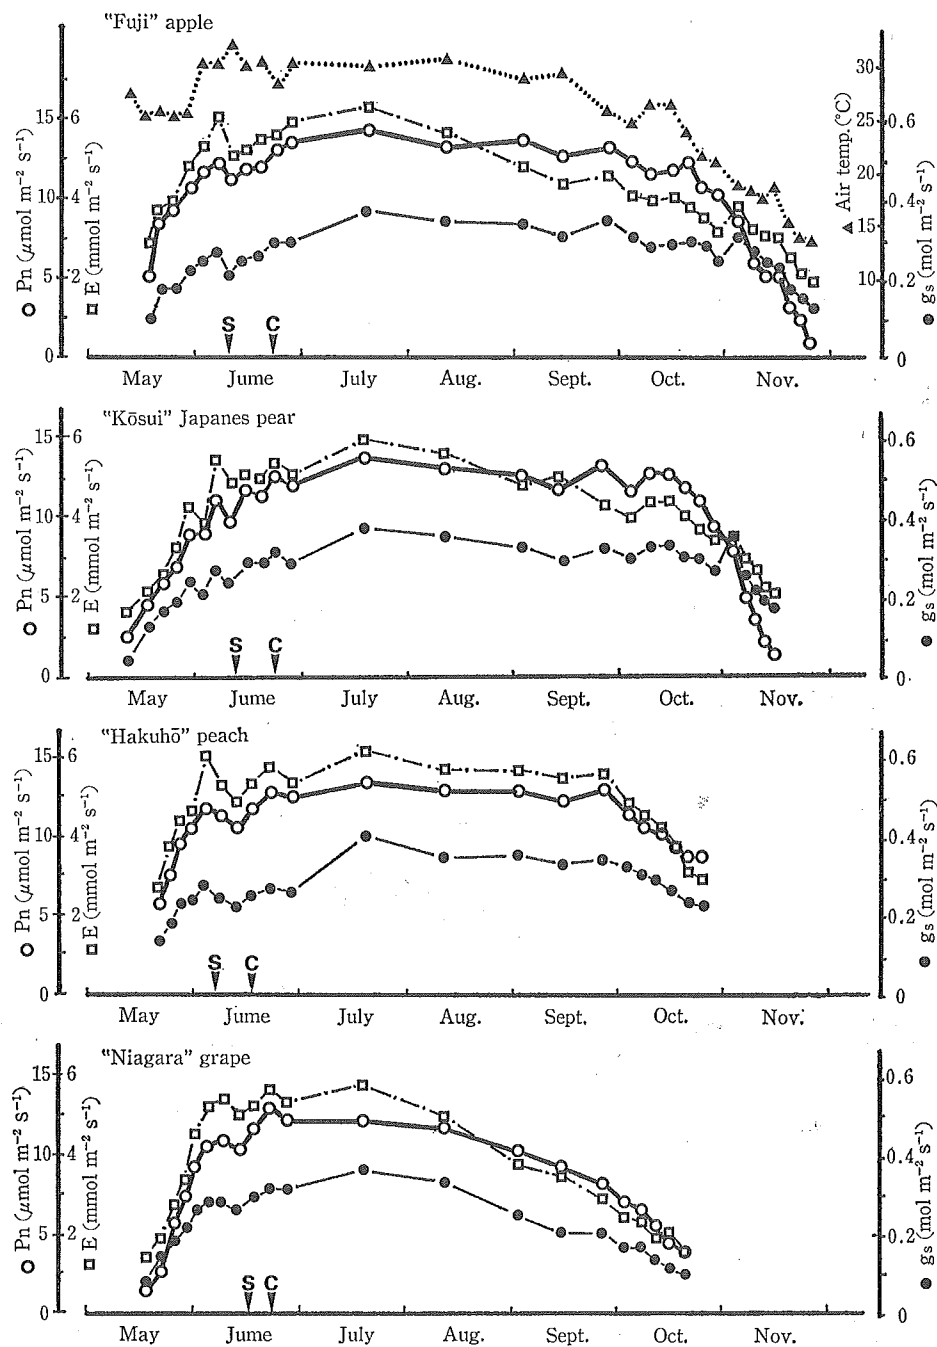 "Fuji" apple
15
10
5
0
6
4
2
Pn (μmol m⁻² s⁻¹)
E (mmol m⁻² s⁻¹)
30
25
20
15
10
Air temp. (°C)
0.6
0.4
0.2
0
gs (mol m⁻² s⁻¹)
S C
May Jume July Aug. Sept. Oct. Nov.
"Kōsui" Japanes pear
15
10
5
0
6
4
2
Pn (μmol m⁻² s⁻¹)
E (mmol m⁻² s⁻¹)
0.6
0.4
0.2
0
gs (mol m⁻² s⁻¹)
S C
May June July Aug. Sept. Oct. Nov.
"Hakuhō" peach
15
10
5
0
6
4
2
Pn (μmol m⁻² s⁻¹)
E (mmol m⁻² s⁻¹)
0.6
0.4
0.2
0
gs (mol m⁻² s⁻¹)
S C
May Jume July Aug. Sept. Oct. Nov.
"Niagara" grape
15
10
5
0
6
4
2
Pn (μmol m⁻² s⁻¹)
E (mmol m⁻² s⁻¹)
0.6
0.4
0.2
0
gs (mol m⁻² s⁻¹)
S C
May Jume July Aug. Sept. Oct. Nov.